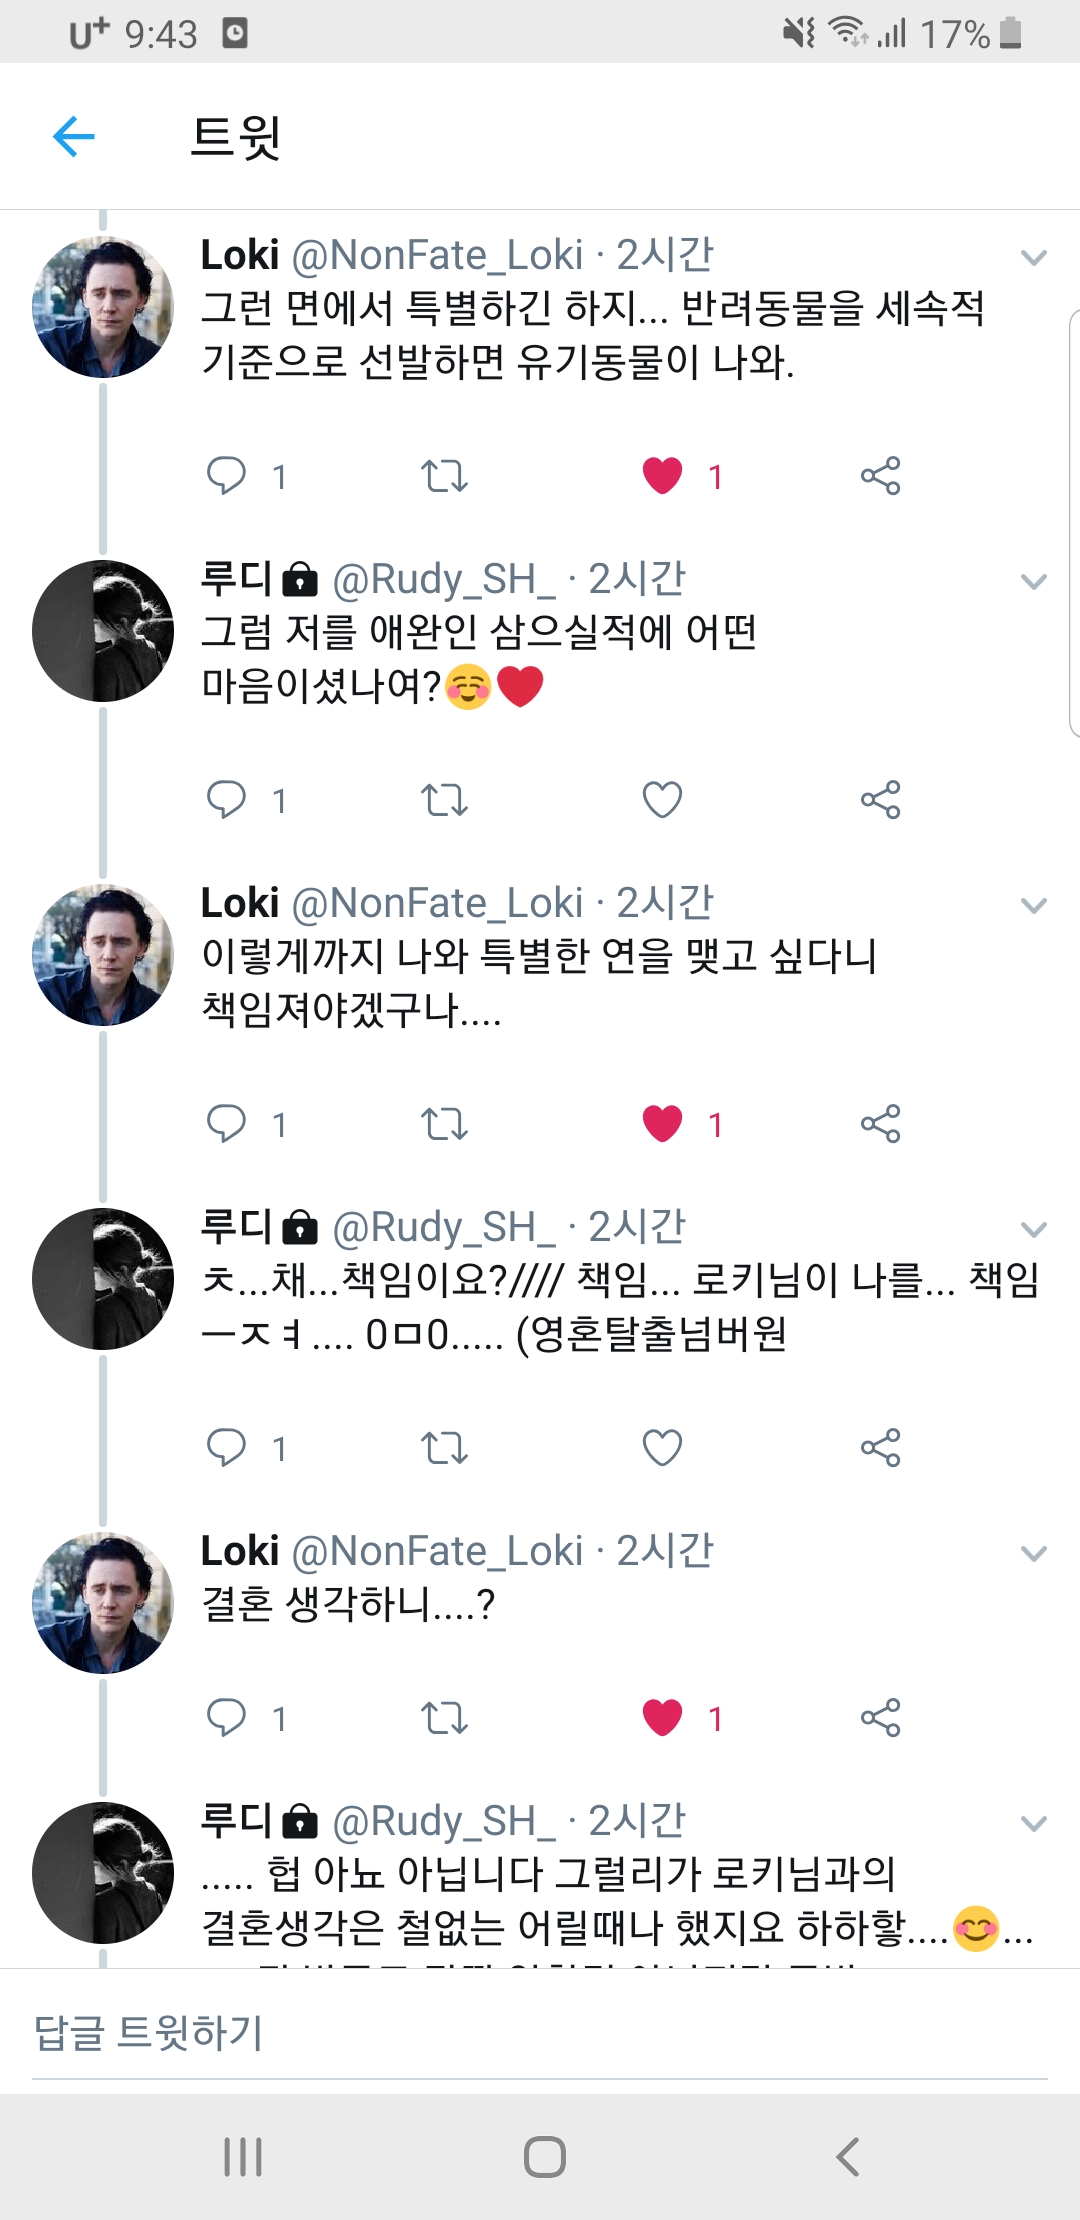 U+ 9:43 17%
트윗
Loki @NonFate_Loki · 2시간
그런 면에서 특별하긴 하지... 반려동물을 세속적
기준으로 선발하면 유기동물이 나와.
1 1
루디 @Rudy_SH_ · 2시간
그럼 저를 애완인 삼으실적에 어떤
마음이셨나여?☺️❤️
1
Loki @NonFate_Loki · 2시간
이렇게까지 나와 특별한 연을 맺고 싶다니
책임져야겠구나....
1 1
루디 @Rudy_SH_ · 2시간
ㅊ...채...책임이요?//// 책임... 로키님이 나를... 책임
ㅡㅈㅕ.... 0ㅁ0..... (영혼탈출넘버원
1
Loki @NonFate_Loki · 2시간
결혼 생각하니....?
1 1
루디 @Rudy_SH_ · 2시간
..... 헙 아뇨 아닙니다 그럴리가 로키님과의
결혼생각은 철없는 어릴때나 했지요 하하핳....😊...
답글 트윗하기